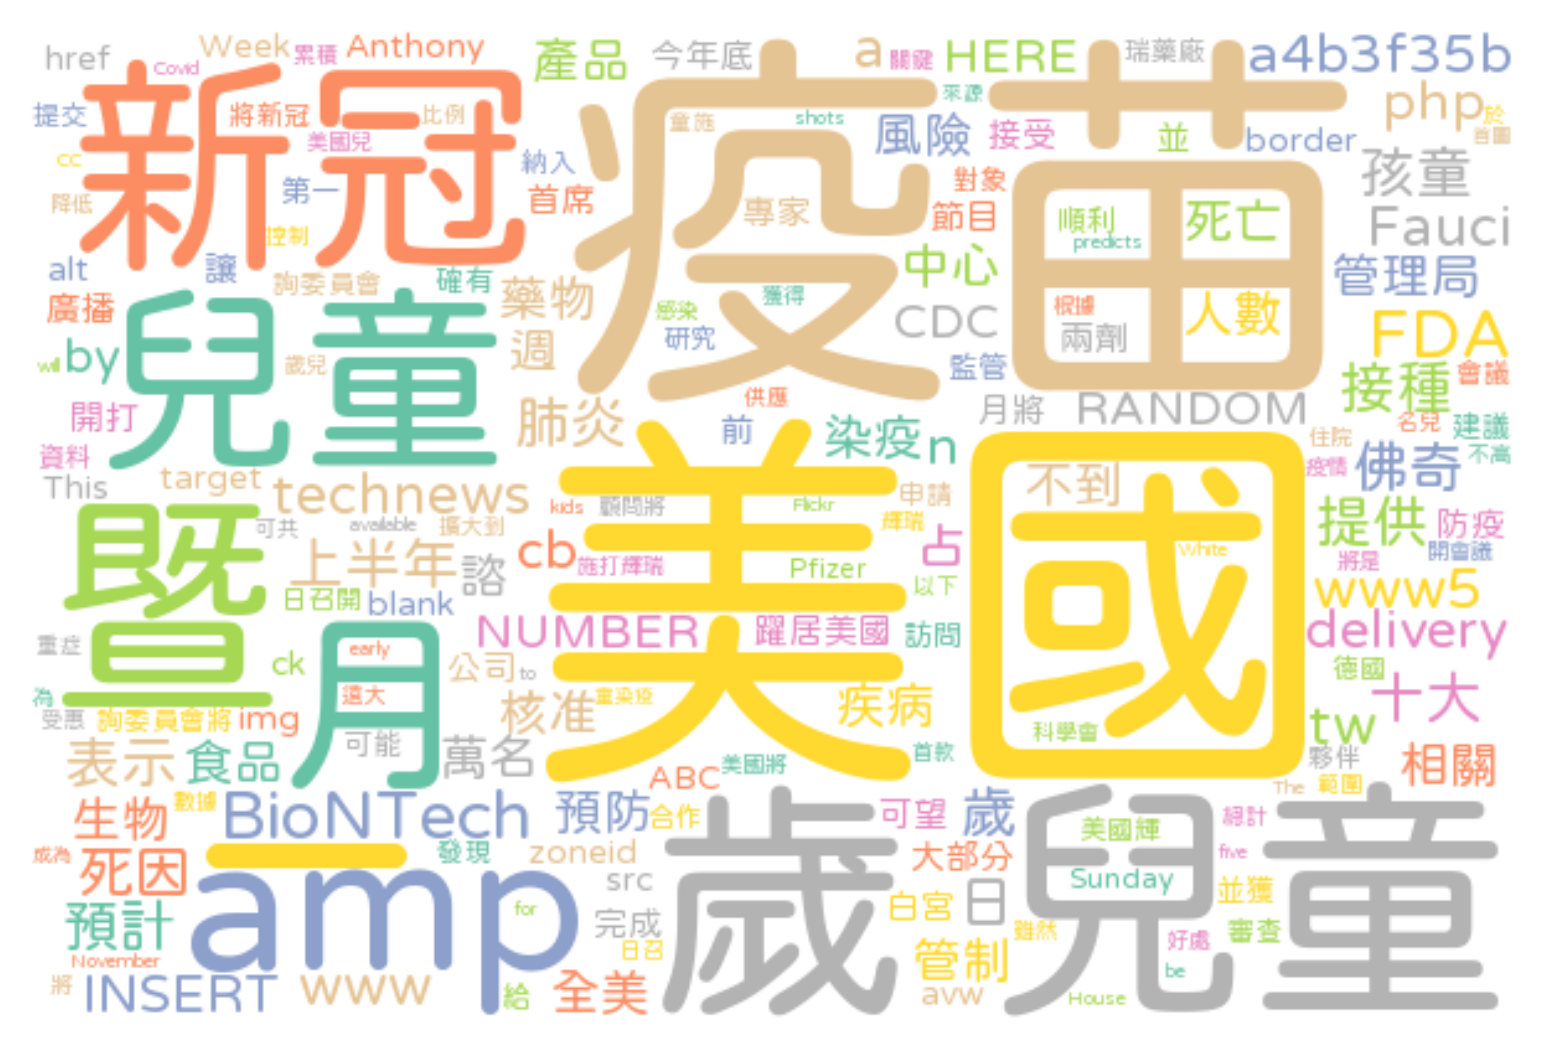 href
Week
累積
Anthony
產品
今年底
a
關鍵
HERE
瑞藥廠
a4b3f35b
Covid
新冠
疫苗
提交
將新冠
比例
美國兒
童施
shots
來源
風險
接受
並
border
php
於
首圖
cc
降低
第一
控制
納入
首席
專家
對象
節目
順利
predicts
死亡
孩童
Fauci
alt
讓
詢委員會
確有
藥物
獲得
中心
管理局
廣播
感染
研究
CDC
根據
兩劑
人數
FDA
will
by
兒童
歲兒
週
監管
接種
會議
開打
肺炎
供應
前
染疫
n
月將
RANDOM
名兒
建議
資料
This
target
technews
住院
疫情
佛奇
不高
美國
不到
kids
顧問將
Flickr
申請
輝瑞
可共
available
擴大到
暨
上半年
諮
cb
施打輝瑞
Pfizer
占
以下
White
提供
防疫
將是
開會議
日召開
blank
www5
NUMBER
躍居美國
訪問
delivery
重症
ck
月
early
遠大
公司
to
德國
為
受惠
詢委員會將
img
核准
童染疫
疾病
科學會
十大
tw
表示
食品
可能
萬名
ABC
美國將
首款
夥伴
相關
The
範圍
生物
數據
BioNTech
預防
合作
可望
歲
美國輝
總計
成為
死因
一
發現
zoneid
大部分
five
amp
src
歲兒童
Sunday
並獲
預計
for
完成
白宮
日
雖然
好處
審查
November
日召
管制
be
將
INSERT
www
給
全美
avw
House